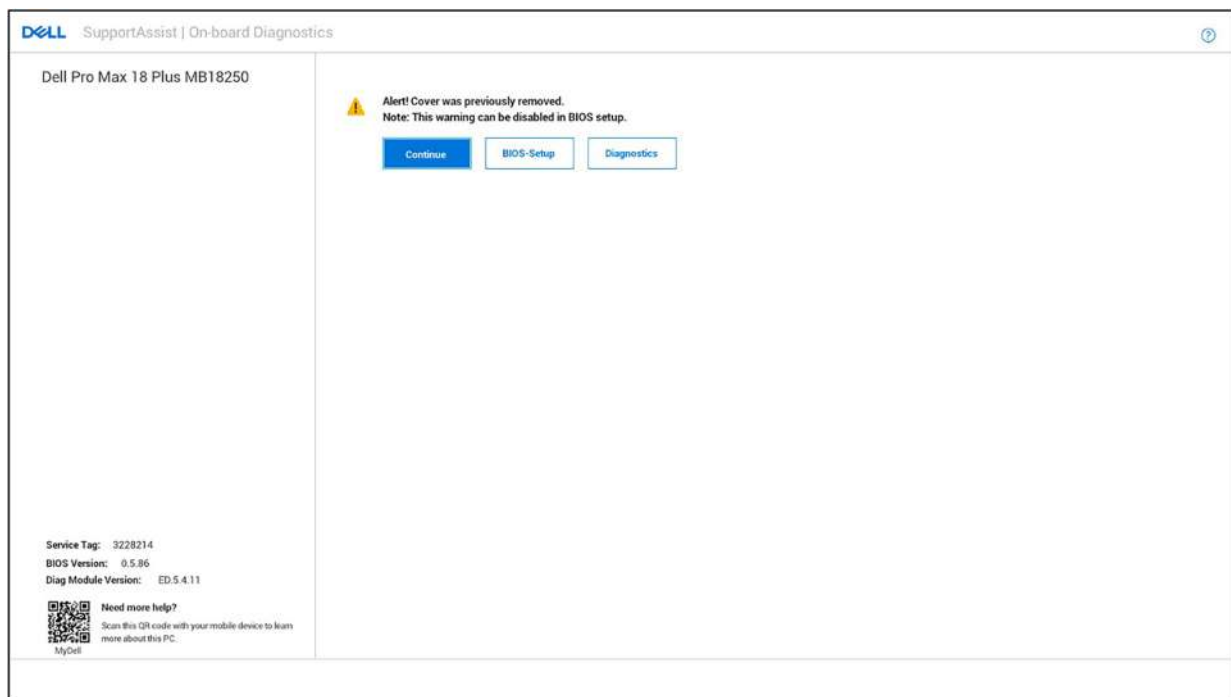 DELL SupportAssist | On-board Diagnostics
Dell Pro Max 18 Plus MB18250
Alert! Cover was previously removed.
Note: This warning can be disabled in BIOS setup.
Continue BIOS-Setup Diagnostics
Service Tag: 3228214
BIOS Version: 0.5.86
Diag Module Version: ED.5.4.11
Need more help?
Scan this QR code with your mobile device to learn
more about this PC.
MyDell